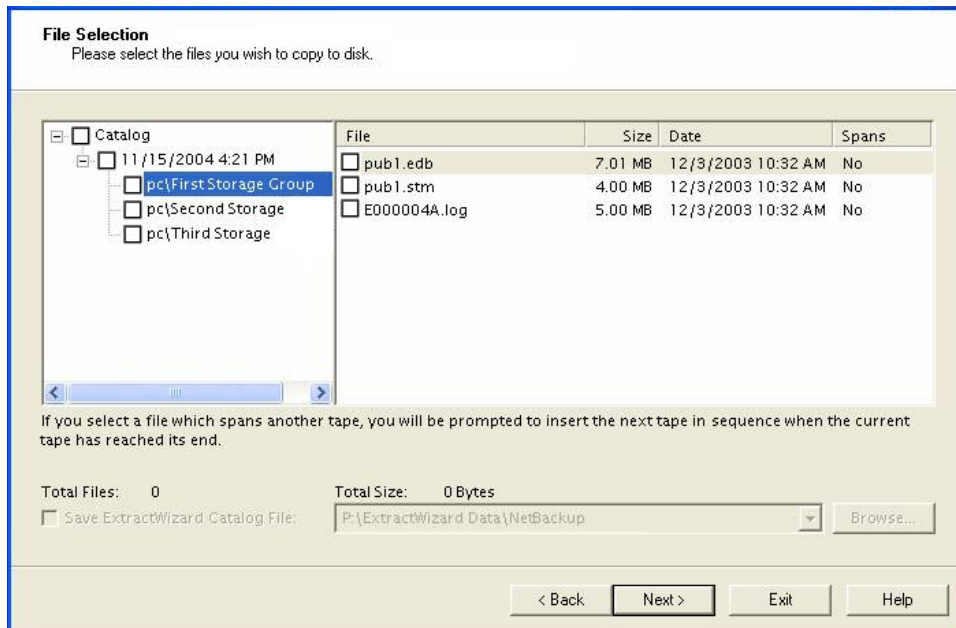 File Selection
Please select the files you wish to copy to disk.
Catalog
11/15/2004 4:21 PM
pc\First Storage Group
pc\Second Storage
pc\Third Storage
File Size Date Spans
pub1.edb 7.01 MB 12/3/2003 10:32 AM No
pub1.stm 4.00 MB 12/3/2003 10:32 AM No
E000004A.log 5.00 MB 12/3/2003 10:32 AM No
If you select a file which spans another tape, you will be prompted to insert the next tape in sequence when the current
tape has reached its end.
Total Files: 0 Total Size: 0 Bytes
Save ExtractWizard Catalog File: P:\ExtractWizard Data\NetBackup Browse...
< Back Next > Exit Help